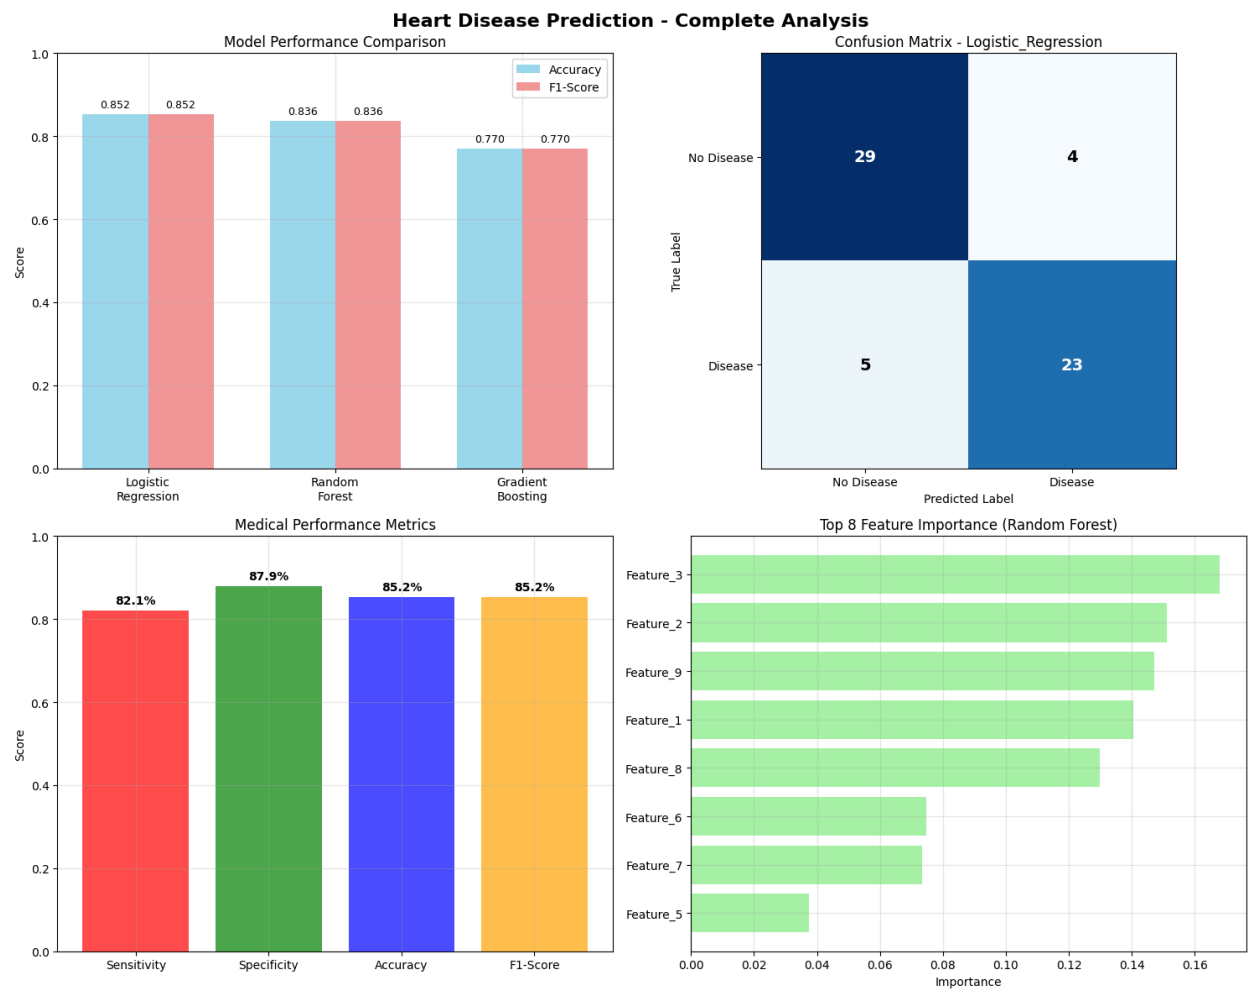 Heart Disease Prediction - Complete Analysis
Model Performance Comparison
1.0
0.8
0.6
0.4
0.2
0.0
Score
Accuracy
F1-Score
0.852 0.852
0.836 0.836
0.770 0.770
Logistic
Regression
Random
Forest
Gradient
Boosting
Confusion Matrix - Logistic_Regression
True Label
No Disease
Disease
29 4
5 23
No Disease Disease
Predicted Label
Medical Performance Metrics
1.0
0.8
0.6
0.4
0.2
0.0
Score
82.1%
87.9%
85.2%
85.2%
Sensitivity Specificity Accuracy F1-Score
Top 8 Feature Importance (Random Forest)
Feature_3
Feature_2
Feature_9
Feature_1
Feature_8
Feature_6
Feature_7
Feature_5
0.00 0.02 0.04 0.06 0.08 0.10 0.12 0.14 0.16
Importance